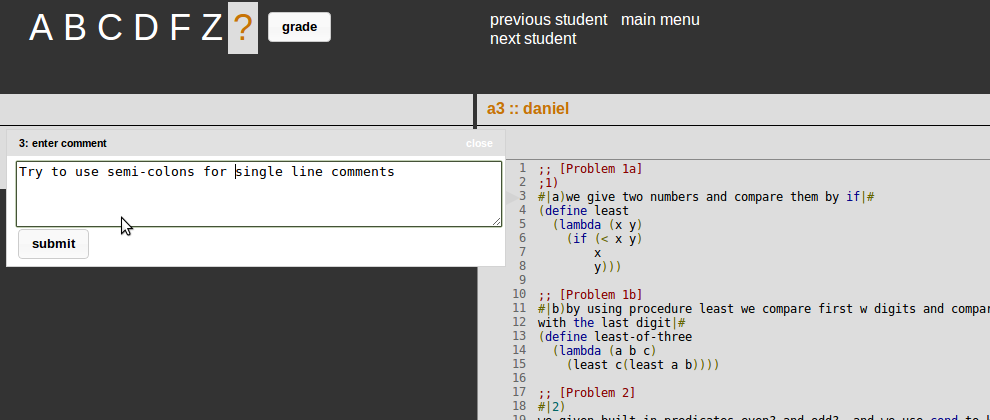 A B C D F Z ? grade
previous student main menu
next student
a3 :: daniel
3: enter comment close
Try to use semi-colons for single line comments
submit
1 ;; [Problem 1a]
2 ;1)
3 #|a)we give two numbers and compare them by if|#
4 (define least
5 (lambda (x y)
6 (if (< x y)
7 x
8 y)))
9
10 ;; [Problem 1b]
11 #|b)by using procedure least we compare first w digits and compar
12 with the last digit|#
13 (define least-of-three
14 (lambda (a b c)
15 (least c(least a b))))
16
17 ;; [Problem 2]
18 #|2)